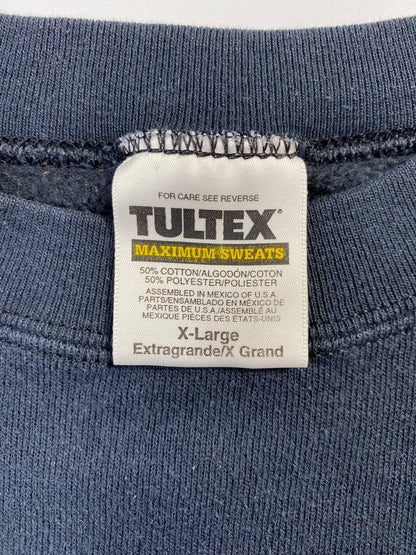 FOR CARE SEE REVERSE
TULTEX®
MAXIMUM SWEATS
50% COTTON/ALGODÓN/COTON
50% POLYESTER/POLIESTER
ASSEMBLED IN MEXICO OF U.S.A
PARTS/ENSAMBLADO EN MÉXICO DE
PARTES DE U.S.A./ASSEMBLÉ AU
MEXIQUE PIÈCES DES ÉTATS-UNIS
X-Large
Extragrande/X Grand